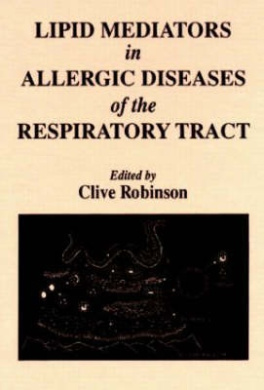 LIPID MEDIATORS
in
ALLERGIC DISEASES
of the
RESPIRATORY TRACT
Edited by
Clive Robinson